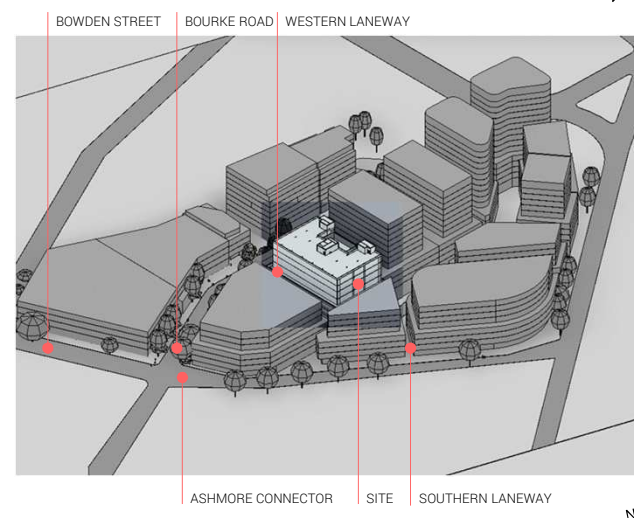 BOWDEN STREET
BOURKE ROAD
WESTERN LANEWAY
ASHMORE CONNECTOR
SITE
SOUTHERN LANEWAY